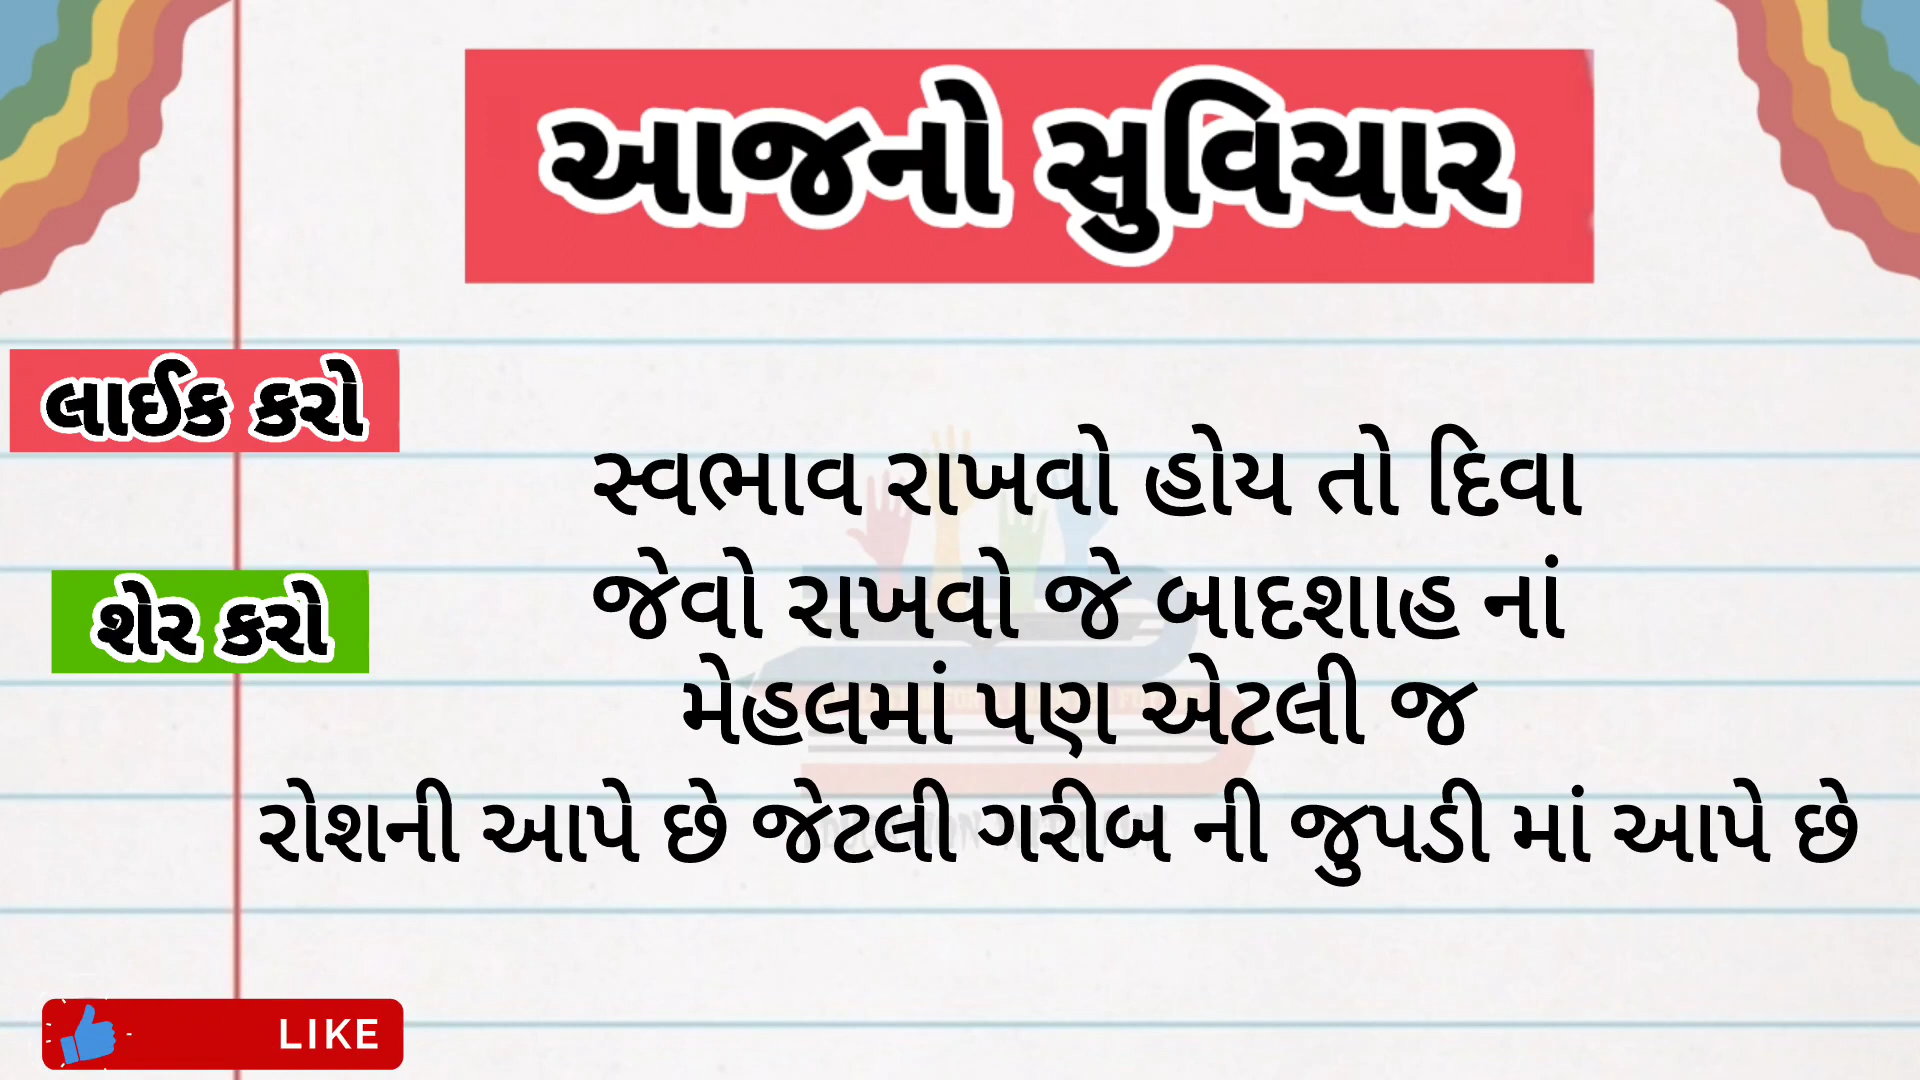 આજનો સુવિચાર
લાઈક કરો
સ્વભાવ રાખવો હોય તો દિવા
જેવો રાખવો જે બાદશાહ નાં
શેર કરો
મેહલમાં પણ એટલી જ
રોશની આપે છે જેટલી ગરીબ ની જુપડી માં આપે છે
LIKE